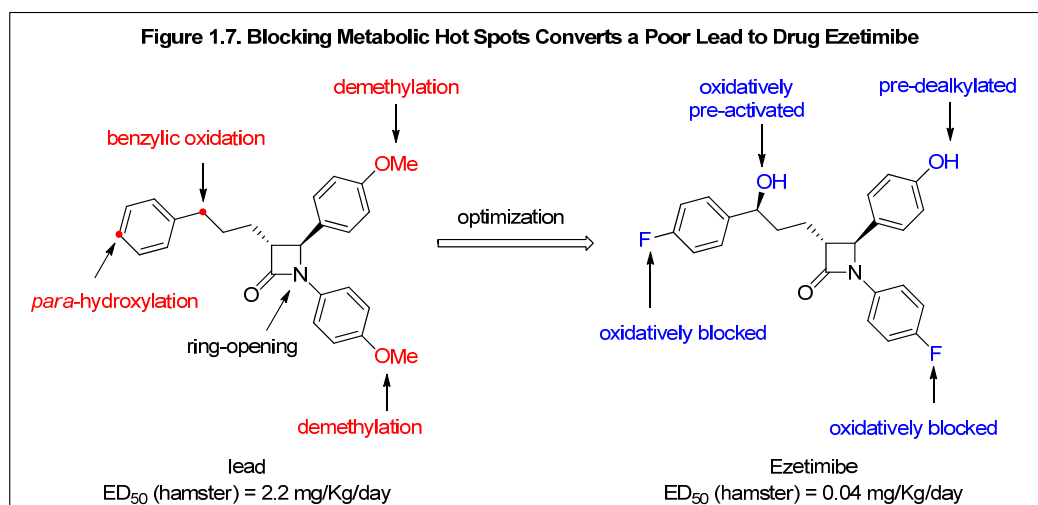 Figure 1.7. Blocking Metabolic Hot Spots Converts a Poor Lead to Drug Ezetimibe
demethylation
benzylic oxidation
OMe
para-hydroxylation
O
N
ring-opening
OMe
demethylation
lead
ED50 (hamster) = 2.2 mg/Kg/day
optimization
oxidatively
pre-activated
pre-dealkylated
OH
OH
F
oxidatively blocked
O
N
F
oxidatively blocked
Ezetimibe
ED50 (hamster) = 0.04 mg/Kg/day